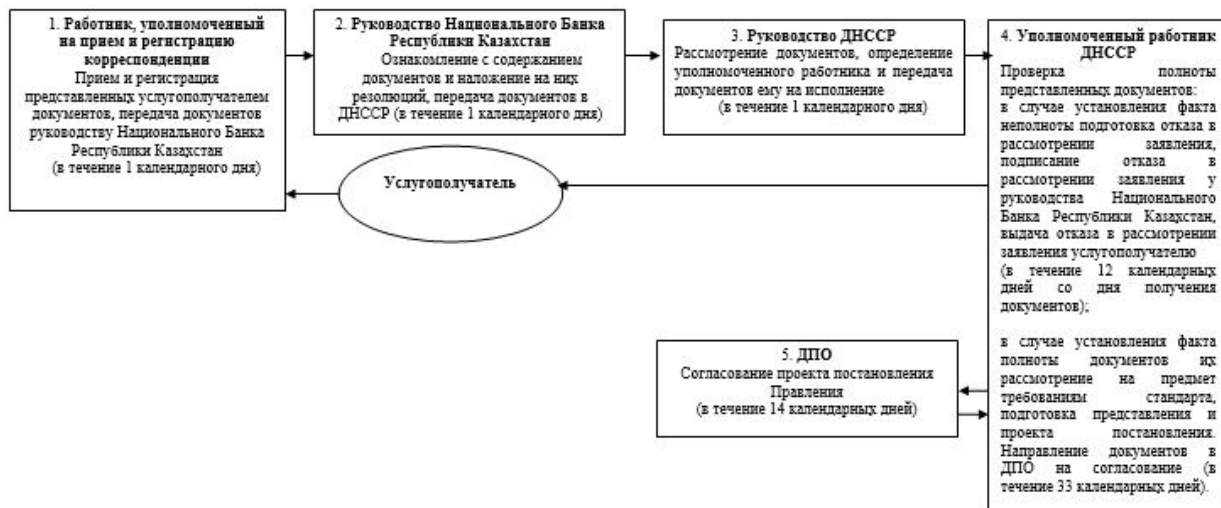 1. Работник, уполномоченный
на прием и регистрацию
корреспонденции
Прием и регистрация
представленных услугополучателем
документов, передача документов
руководству Национального Банка
Республики Казахстан
(в течение 1 календарного дня)
2. Руководство Национального Банка
Республики Казахстан
Ознакомление с содержанием
документов и наложение на них
резолюций, передача документов в
ДНССР (в течение 1 календарного дня)
3. Руководство ДНССР
Рассмотрение документов, определение
уполномоченного работника и передача
документов ему на исполнение
(в течение 1 календарного дня)
4. Уполномоченный работник
ДНССР
Проверка полноты
представленных документов:
в случае установления факта
неполноты подготовка отказа в
рассмотрении заявления,
подписание отказа в
рассмотрении заявления у
руководства Национального
Банка Республики Казахстан,
выдача отказа в рассмотрении
заявления услугополучателю
(в течение 12 календарных
дней со дня получения
документов);
в случае установления факта
полноты документов их
рассмотрение на предмет
требованиям стандарта,
подготовка представления и
проекта постановления.
Направление документов в
ДПО на согласование (в
течение 33 календарных дней).
Услугополучатель
5. ДПО
Согласование проекта постановления
Правления
(в течение 14 календарных дней)